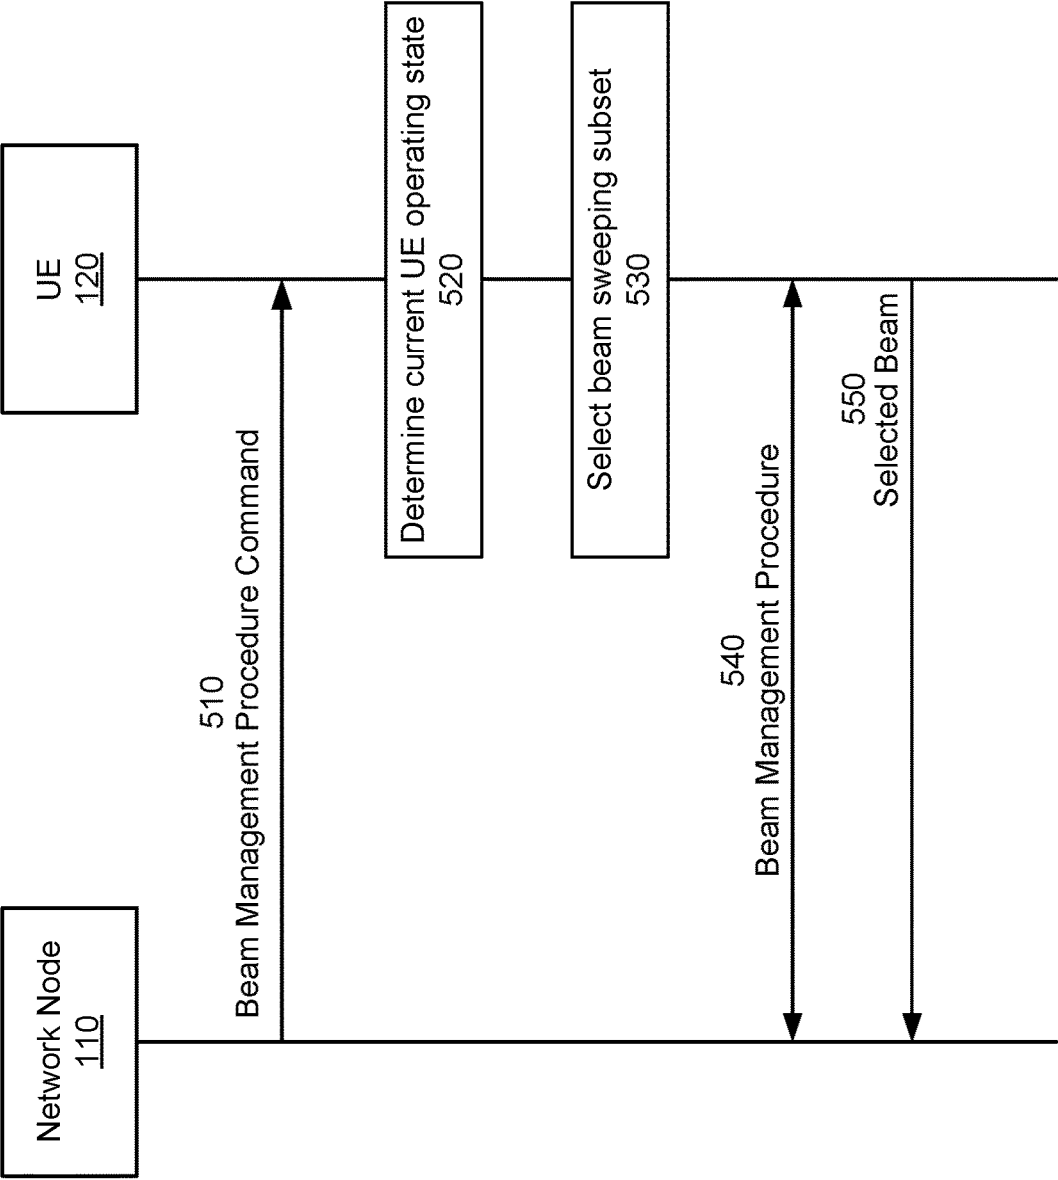 Network Node
110
UE
120
510
Beam Management Procedure Command
Determine current UE operating state
520
Select beam sweeping subset
530
540
Beam Management Procedure
550
Selected Beam